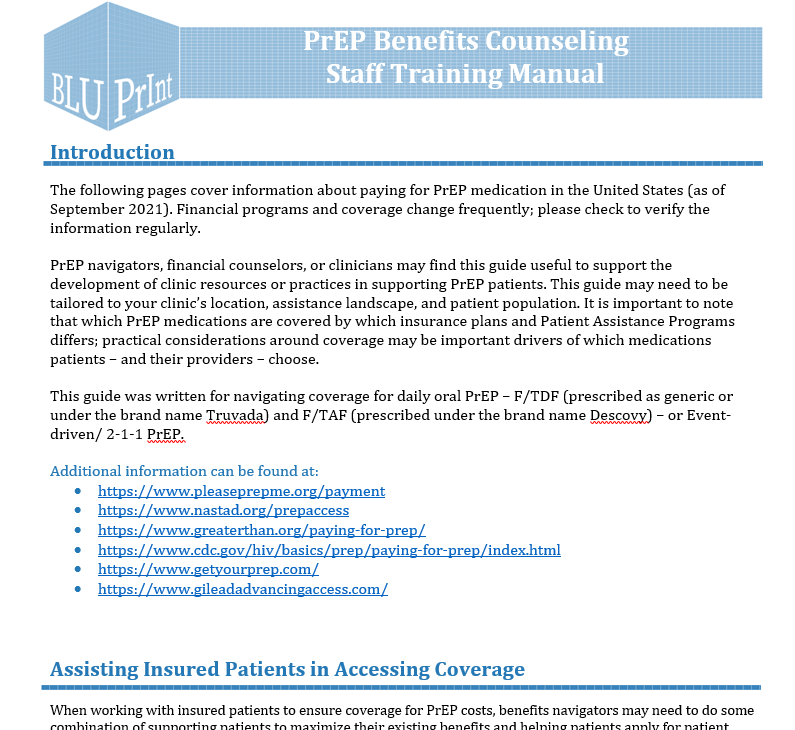 BLU PrInt
PrEP Benefits Counseling
Staff Training Manual
Introduction
The following pages cover information about paying for PrEP medication in the United States (as of
September 2021). Financial programs and coverage change frequently; please check to verify the
information regularly.
PrEP navigators, financial counselors, or clinicians may find this guide useful to support the
development of clinic resources or practices in supporting PrEP patients. This guide may need to be
tailored to your clinic's location, assistance landscape, and patient population. It is important to note
that which PrEP medications are covered by which insurance plans and Patient Assistance Programs
differs; practical considerations around coverage may be important drivers of which medications
patients – and their providers – choose.
This guide was written for navigating coverage for daily oral PrEP – F/TDF (prescribed as generic or
under the brand name Truvada) and F/TAF (prescribed under the brand name Descovy) – or Event-
driven/ 2-1-1 PrEP.
Additional information can be found at:
• https://www.pleaseprepme.org/payment
• https://www.nastad.org/prepaccess
• https://www.greaterthan.org/paying-for-prep/
• https://www.cdc.gov/hiv/basics/prep/paying-for-prep/index.html
• https://www.getyourprep.com/
• https://www.gileadadvancingaccess.com/
Assisting Insured Patients in Accessing Coverage
When working with insured patients to ensure coverage for PrEP costs, benefits navigators may need to do some
combination of supporting patients to maximize their existing benefits and helping patients apply for patient